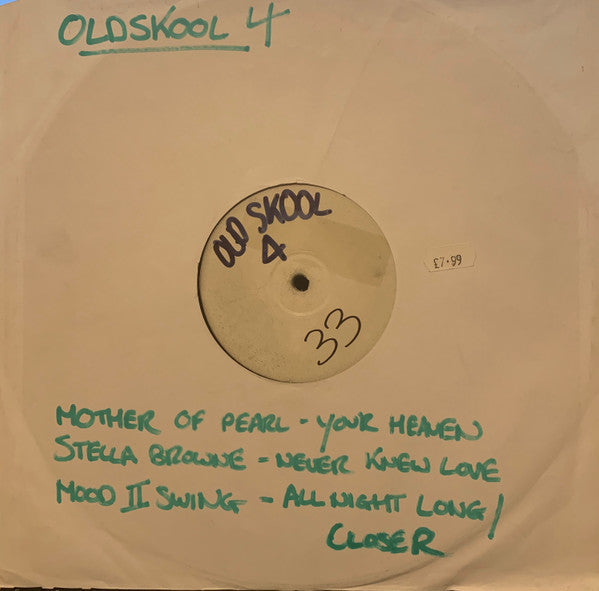 OLDSKOOL 4
OLD SKOOL
4
£7.99
33
MOTHER OF PEARL - YOUR HEAVEN
STELLA BROWNE - NEVER KNEW LOVE
MOOD II SWING - ALL NIGHT LONG /
CLOSER